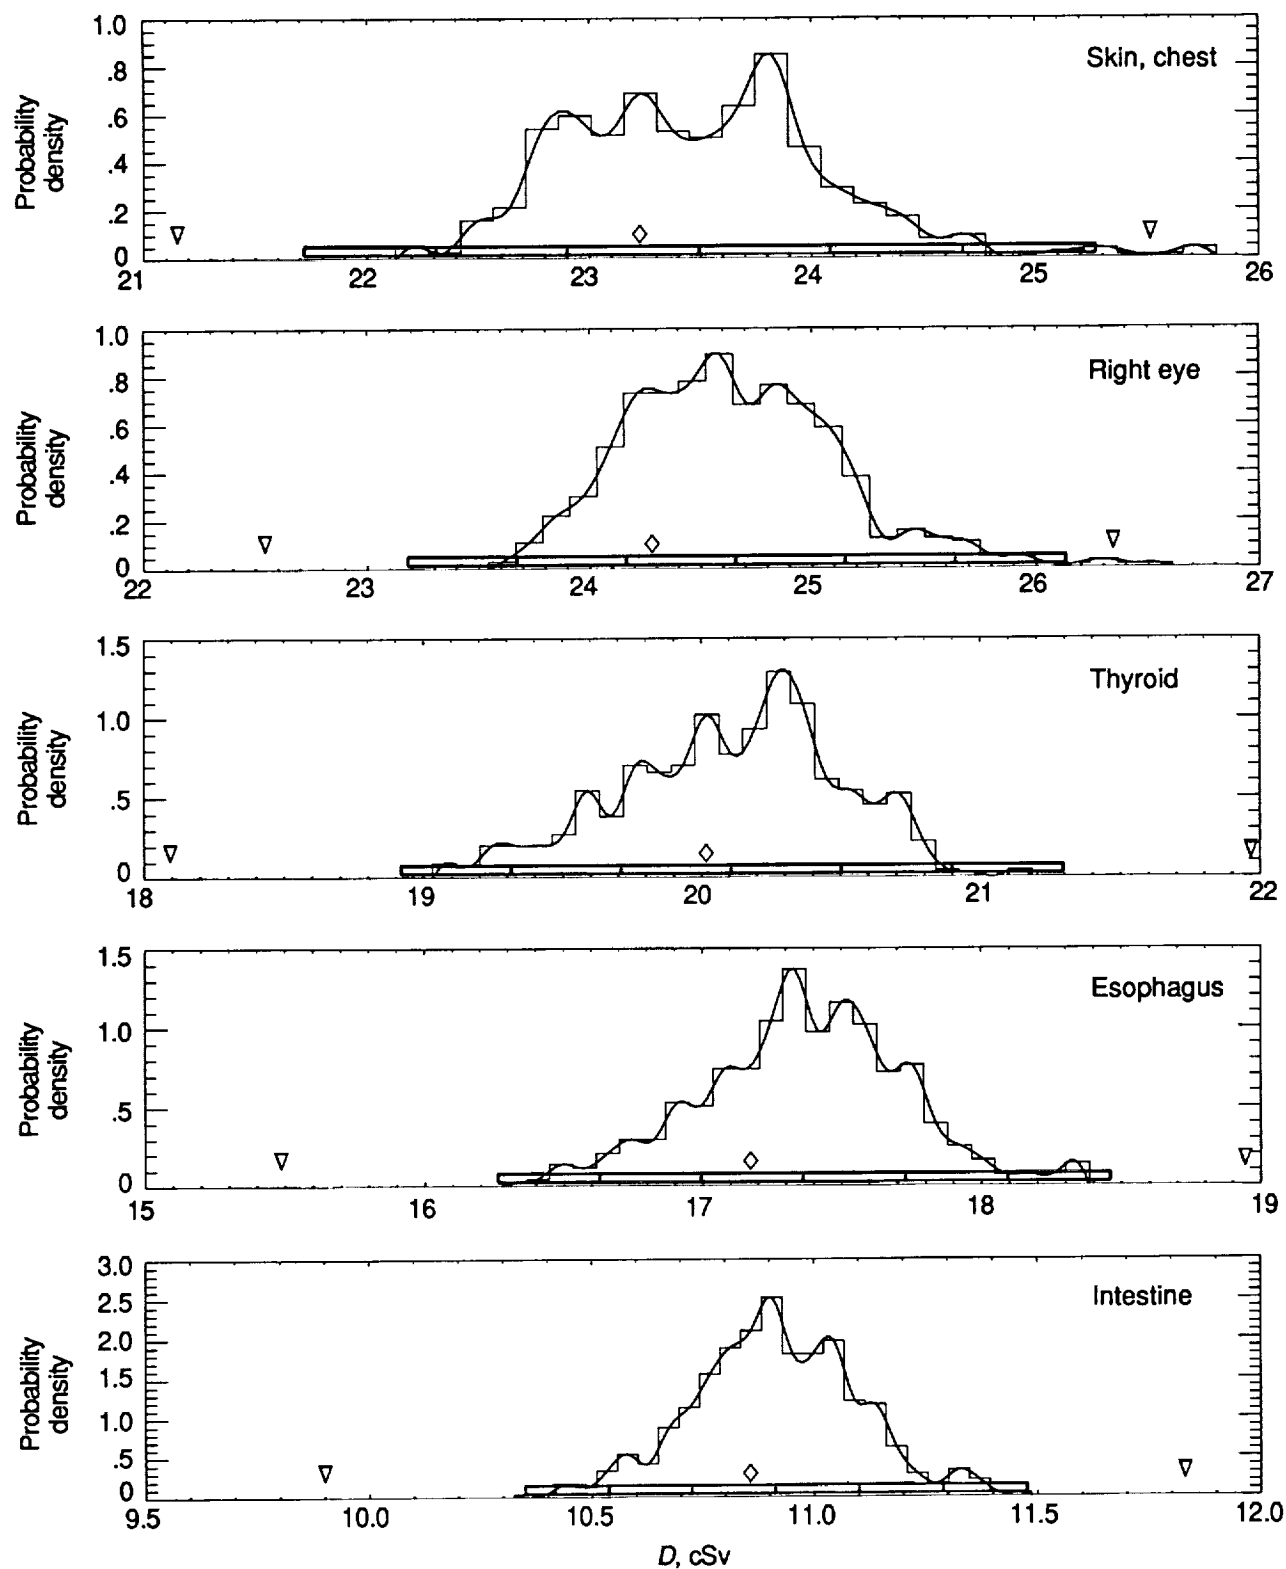 1.0
Skin, chest
.8
.6
.4
.2
0
Probability
density
21 22 23 24 25 26
1.0
Right eye
.8
.6
.4
.2
0
Probability
density
22 23 24 25 26 27
1.5
Thyroid
1.0
.5
0
Probability
density
18 19 20 21 22
1.5
Esophagus
1.0
.5
0
Probability
density
15 16 17 18 19
3.0
Intestine
2.5
2.0
1.5
1.0
.5
0
Probability
density
9.5 10.0 10.5 11.0 11.5 12.0
D, cSv